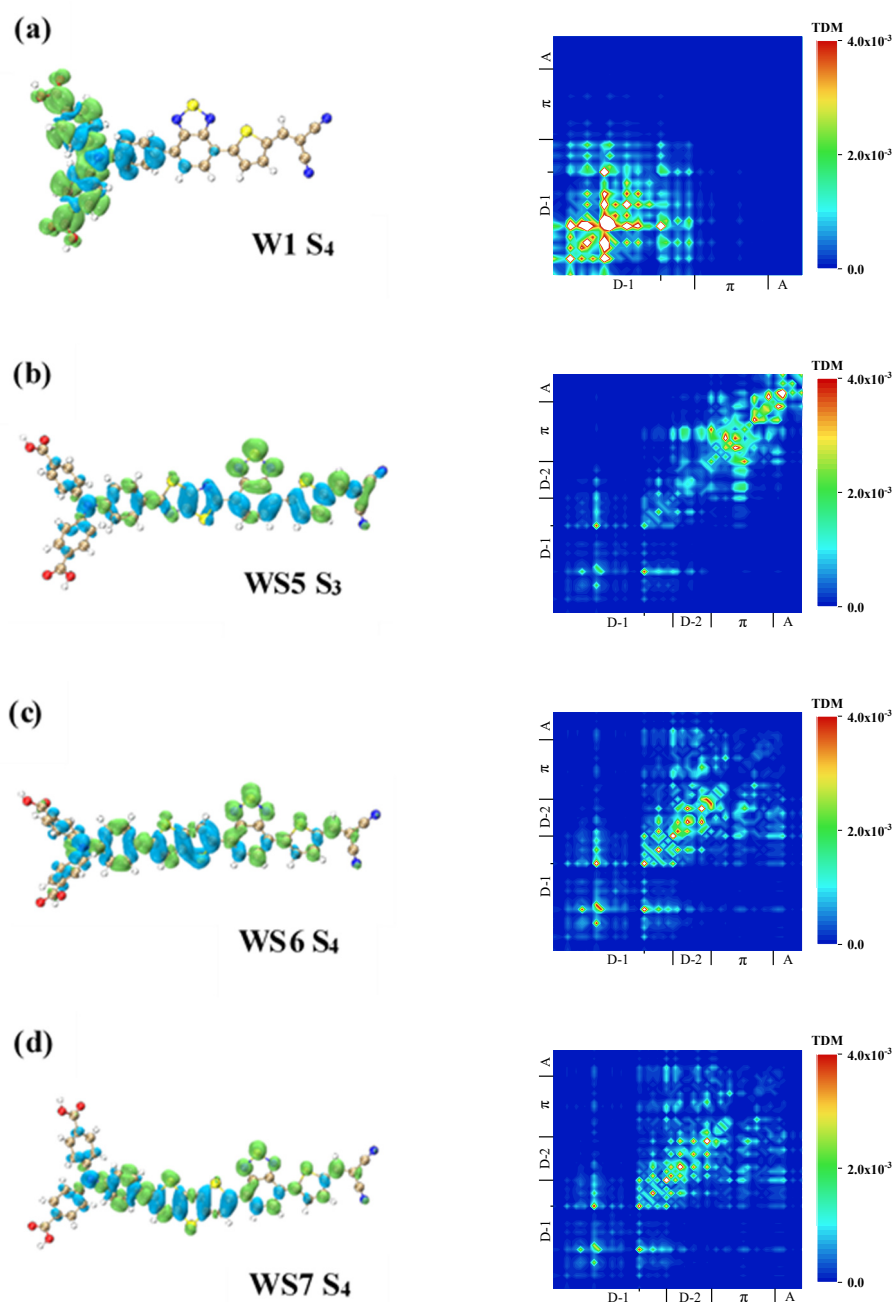 (a)
W1 S₄
TDM
4.0x10⁻³
2.0x10⁻³
0.0
A
π
D-1
D-1
π
A
(b)
WS5 S₃
TDM
4.0x10⁻³
2.0x10⁻³
0.0
A
π
D-2
D-1
D-1
D-2
π
A
(c)
WS6 S₄
TDM
4.0x10⁻³
2.0x10⁻³
0.0
A
π
D-2
D-1
D-1
D-2
π
A
(d)
WS7 S₄
TDM
4.0x10⁻³
2.0x10⁻³
0.0
A
π
D-2
D-1
D-1
D-2
π
A